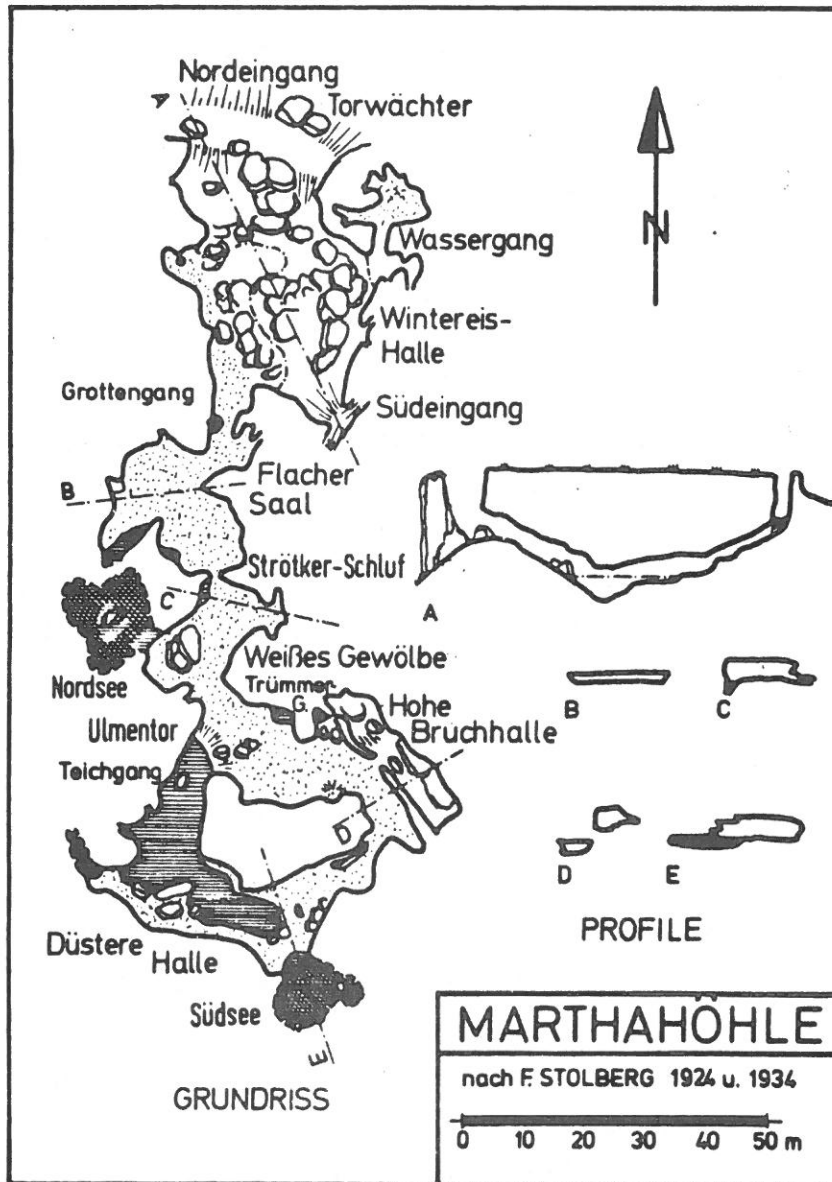 Nordeingang
Torwächter
A
N
Wassergang
Wintereis-
Halle
Grottengang
Südeingang
Flacher
Saal
B
Strötker-Schluf
C
A
Weißes Gewölbe
Nordsee
Trümmer
G.
Hohe
Bruchhalle
B
C
Ulmentor
Teichgang
D
D
E
PROFILE
Düstere
Halle
Südsee
E
GRUNDRISS
MARTHAHÖHLE
nach F. STOLBERG 1924 u. 1934
0 10 20 30 40 50 m